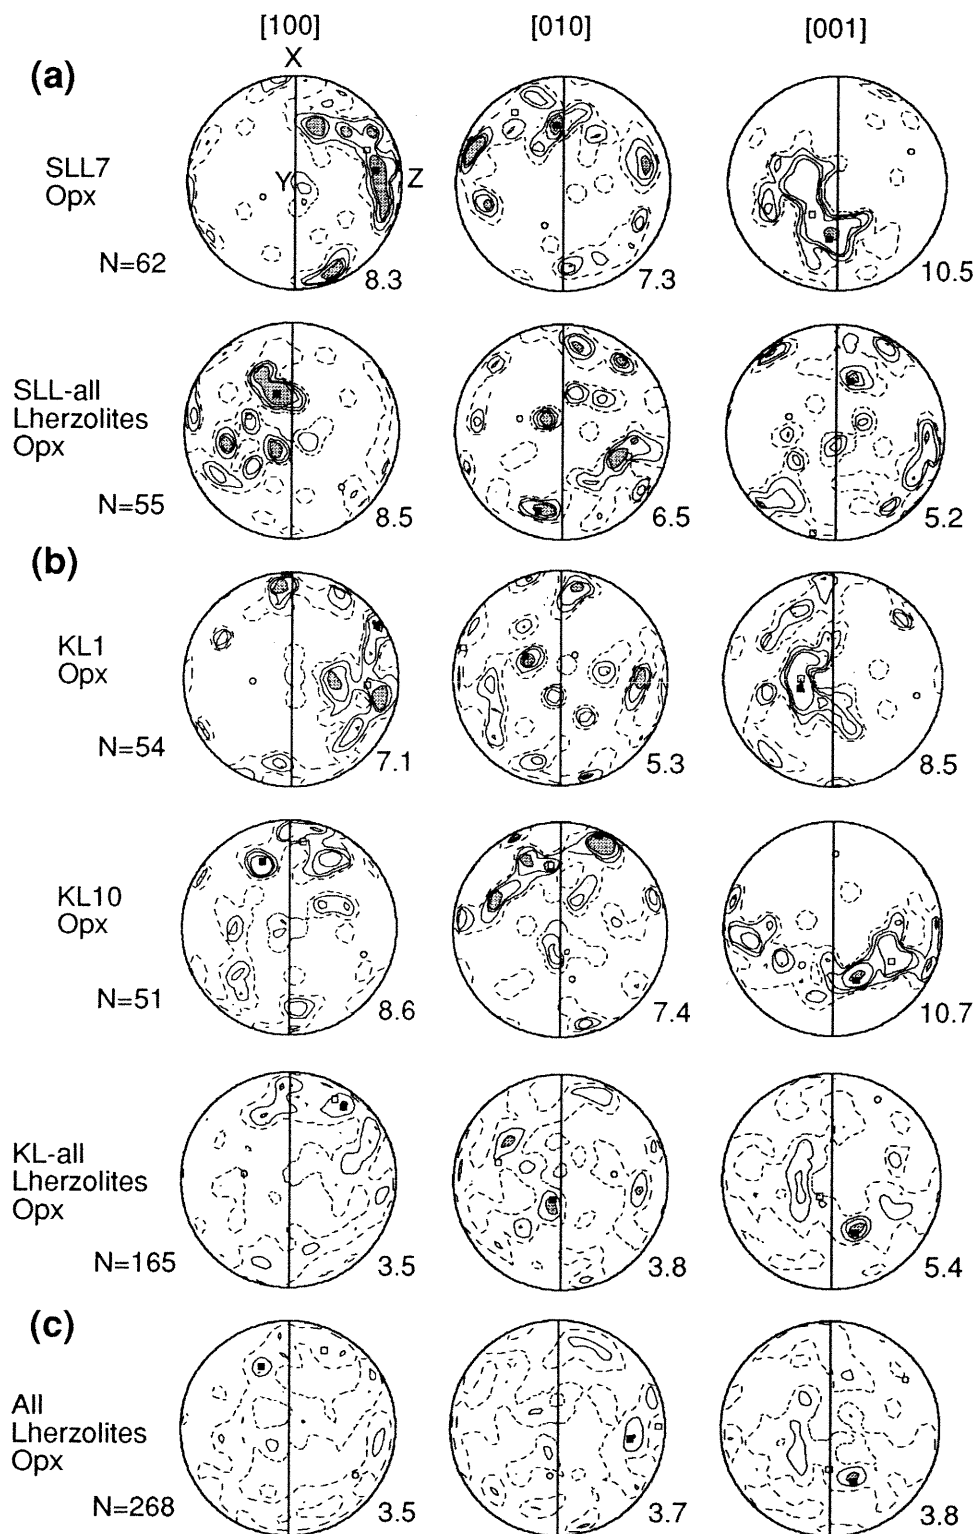 [100] [010] [001]
(a)
X
SLL7
Opx
Y
Z
N=62
8.3
7.3
10.5
SLL-all
Lherzolites
Opx
N=55
8.5
6.5
5.2
(b)
KL1
Opx
N=54
7.1
5.3
8.5
KL10
Opx
N=51
8.6
7.4
10.7
KL-all
Lherzolites
Opx
N=165
3.5
3.8
5.4
(c)
All
Lherzolites
Opx
N=268
3.5
3.7
3.8